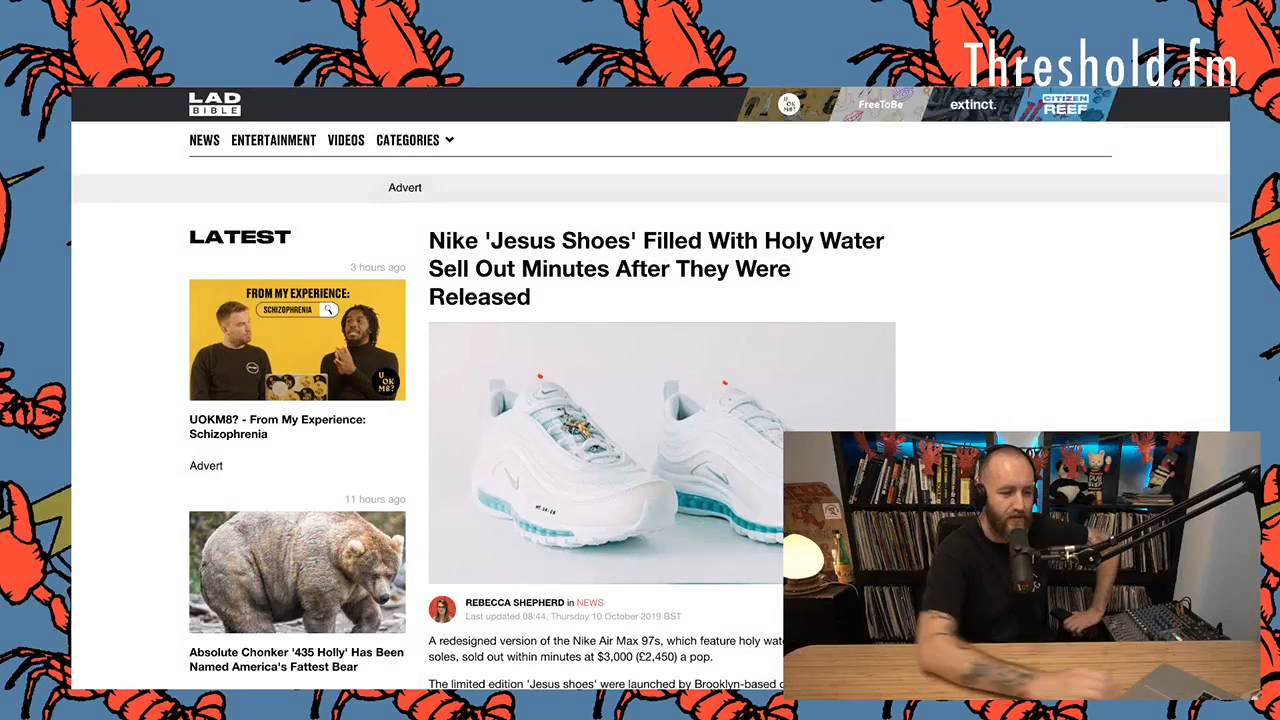 Threshold.fm
LAD
BIBLE
U
OK
M8?
FreeToBe
extinct.
CITIZEN
REEF
NEWS ENTERTAINMENT VIDEOS CATEGORIES
Advert
LATEST
3 hours ago
FROM MY EXPERIENCE:
SCHIZOPHRENIA
U
OK
M8?
UOKM8? - From My Experience:
Schizophrenia
Advert
11 hours ago
Absolute Chonker '435 Holly' Has Been
Named America's Fattest Bear
Nike 'Jesus Shoes' Filled With Holy Water
Sell Out Minutes After They Were
Released
REBECCA SHEPHERD in NEWS
Last updated 08:44, Thursday 10 October 2019 BST
A redesigned version of the Nike Air Max 97s, which feature holy
soles, sold out within minutes at $3,000 (£2,450) a pop.
The limited edition 'Jesus shoes' were launched by Brooklyn-based